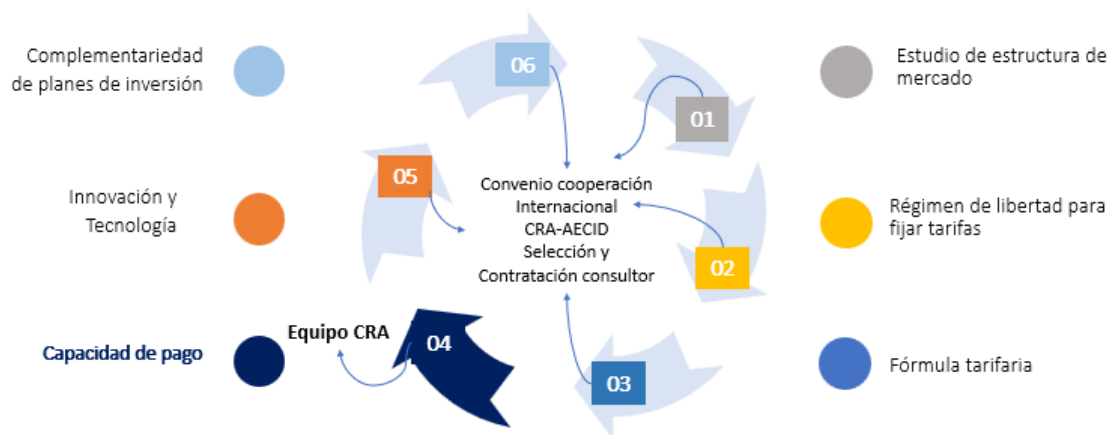 Complementariedad
de planes de inversión
Innovación y
Tecnología
Capacidad de pago
06
01
05
02
Equipo CRA
04
03
Convenio cooperación
Internacional
CRA-AECID
Selección y
Contratación consultor
Estudio de estructura de
mercado
Régimen de libertad para
fijar tarifas
Fórmula tarifaria